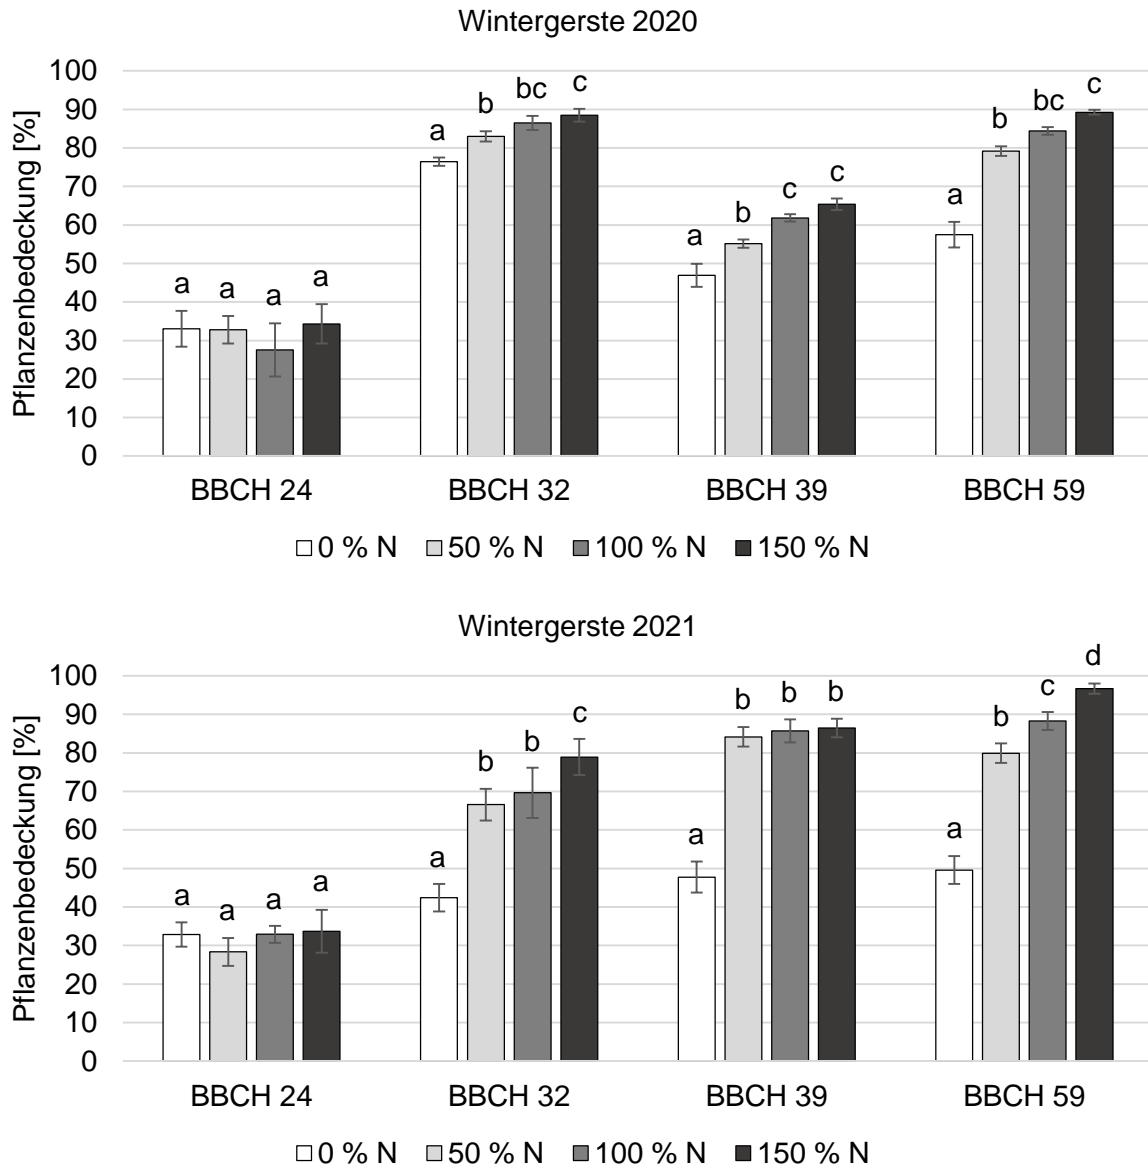 Wintergerste 2020
Pflanzenbedeckung [%]
100
90
80
70
60
50
40
30
20
10
0
a a a a
a b bc c
a b c c
a b bc c
BBCH 24 BBCH 32 BBCH 39 BBCH 59
0 % N 50 % N 100 % N 150 % N
Wintergerste 2021
Pflanzenbedeckung [%]
100
90
80
70
60
50
40
30
20
10
0
a a a a
a b b c
a b b b
a b c d
BBCH 24 BBCH 32 BBCH 39 BBCH 59
0 % N 50 % N 100 % N 150 % N